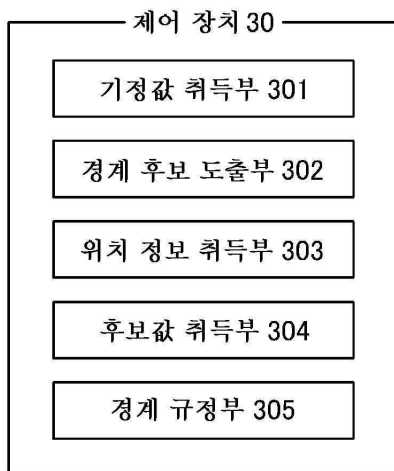 제어 장치 30
기정값 취득부 301
경계 후보 도출부 302
위치 정보 취득부 303
후보값 취득부 304
경계 규정부 305